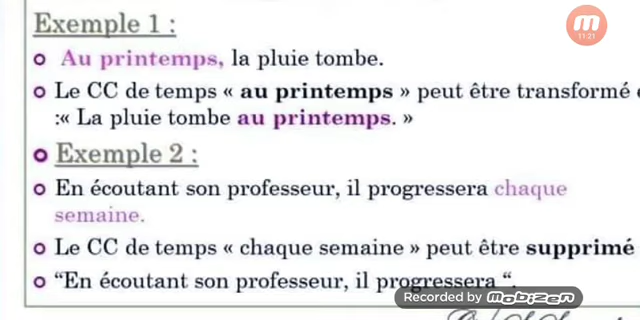 Exemple 1 :
Au printemps, la pluie tombe.
Le CC de temps « au printemps » peut être transformé
:« La pluie tombe au printemps. »
Exemple 2 :
En écoutant son professeur, il progressera chaque
semaine.
Le CC de temps « chaque semaine » peut être supprimé
“En écoutant son professeur, il progressera “.
11:21
Recorded by mobizen